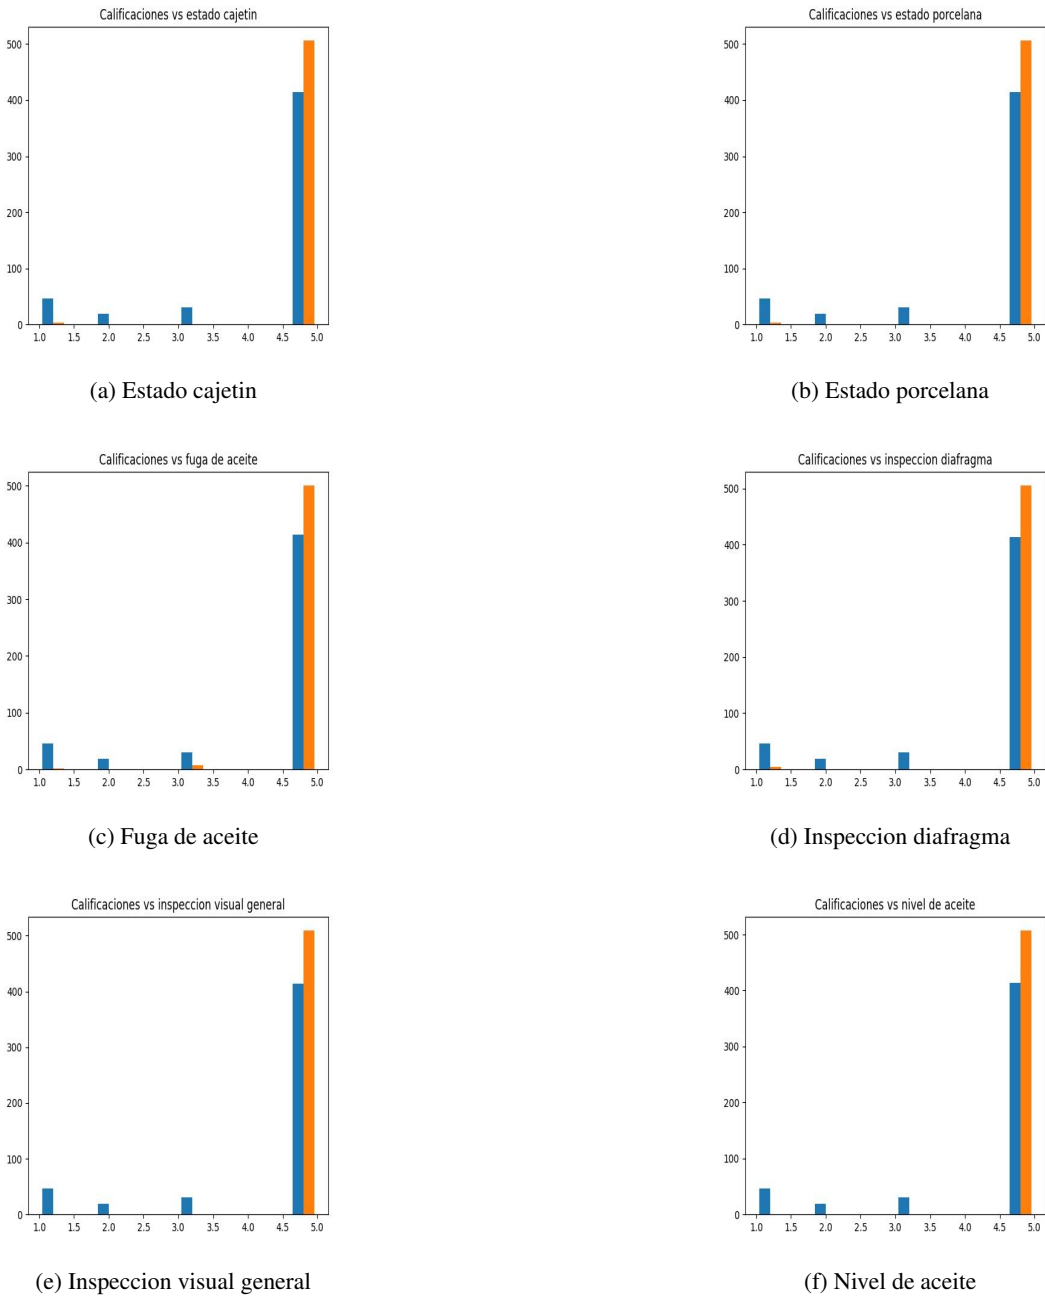 Calificaciones vs estado cajetin
500
400
300
200
100
0
1.0 1.5 2.0 2.5 3.0 3.5 4.0 4.5 5.0
(a) Estado cajetin
Calificaciones vs estado porcelana
500
400
300
200
100
0
1.0 1.5 2.0 2.5 3.0 3.5 4.0 4.5 5.0
(b) Estado porcelana
Calificaciones vs fuga de aceite
500
400
300
200
100
0
1.0 1.5 2.0 2.5 3.0 3.5 4.0 4.5 5.0
(c) Fuga de aceite
Calificaciones vs inspeccion diafragma
500
400
300
200
100
0
1.0 1.5 2.0 2.5 3.0 3.5 4.0 4.5 5.0
(d) Inspeccion diafragma
Calificaciones vs inspeccion visual general
500
400
300
200
100
0
1.0 1.5 2.0 2.5 3.0 3.5 4.0 4.5 5.0
(e) Inspeccion visual general
Calificaciones vs nivel de aceite
500
400
300
200
100
0
1.0 1.5 2.0 2.5 3.0 3.5 4.0 4.5 5.0
(f) Nivel de aceite